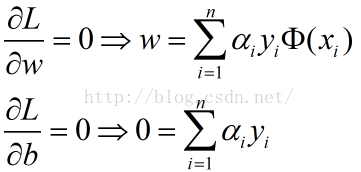 ∂L/∂w = 0 ⇒ w = ∑_{i=1}^{n} α_i y_i Φ(x_i)
http://blog.csdn.net/
∂L/∂b = 0 ⇒ 0 = ∑_{i=1}^{n} α_i y_i